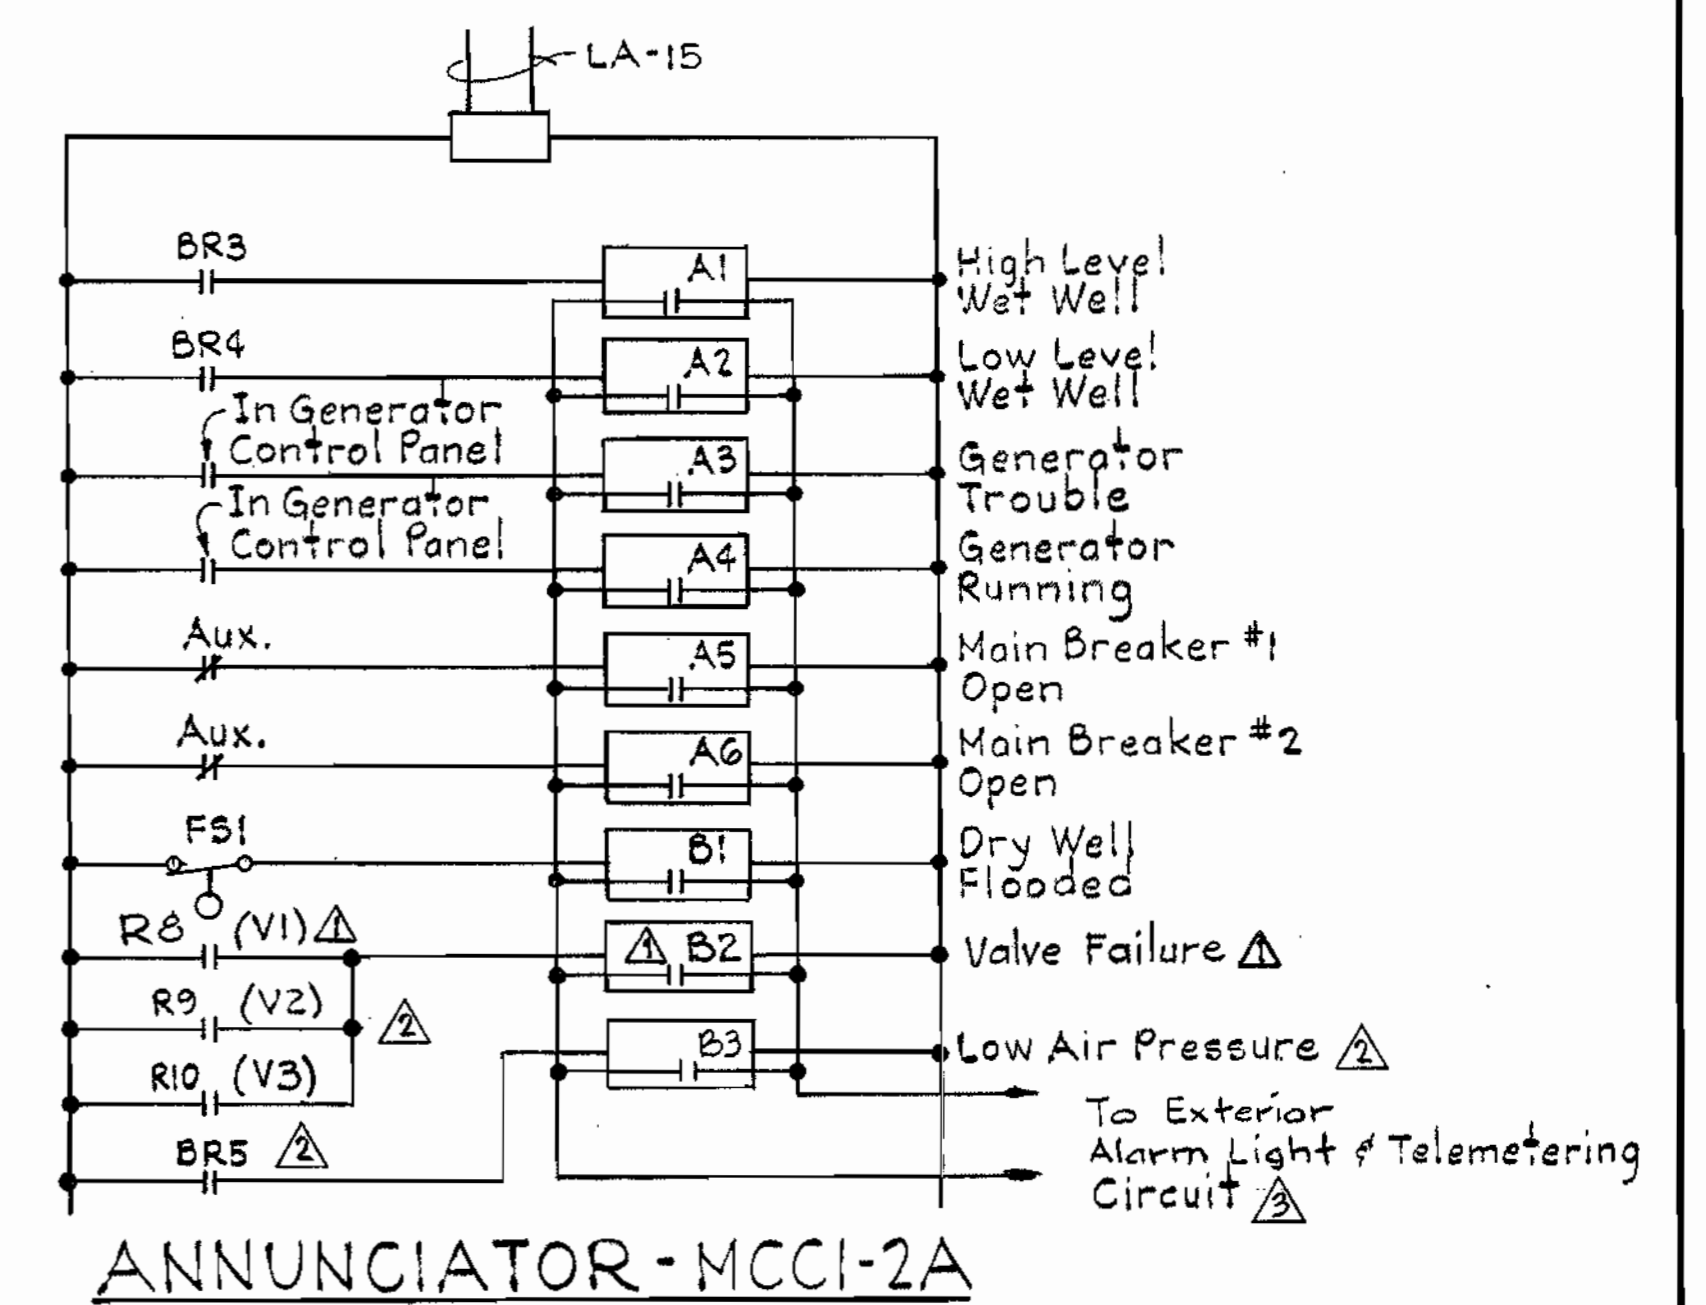 LA-15
BR3
A1
High Level
Wet Well
BR4
A2
Low Level
Wet Well
In Generator
Control Panel
A3
Generator
Trouble
In Generator
Control Panel
A4
Generator
Running
Aux.
A5
Main Breaker #1
Open
Aux.
A6
Main Breaker #2
Open
FS1
B1
Dry Well
Flooded
R8 (V1) 1
1 B2
Valve Failure 1
R9 (V2)
2
R10 (V3)
B3
Low Air Pressure 2
BR5 2
To Exterior
Alarm Light & Telemetering
Circuit 3
ANNUNCIATOR - MCC1-2A